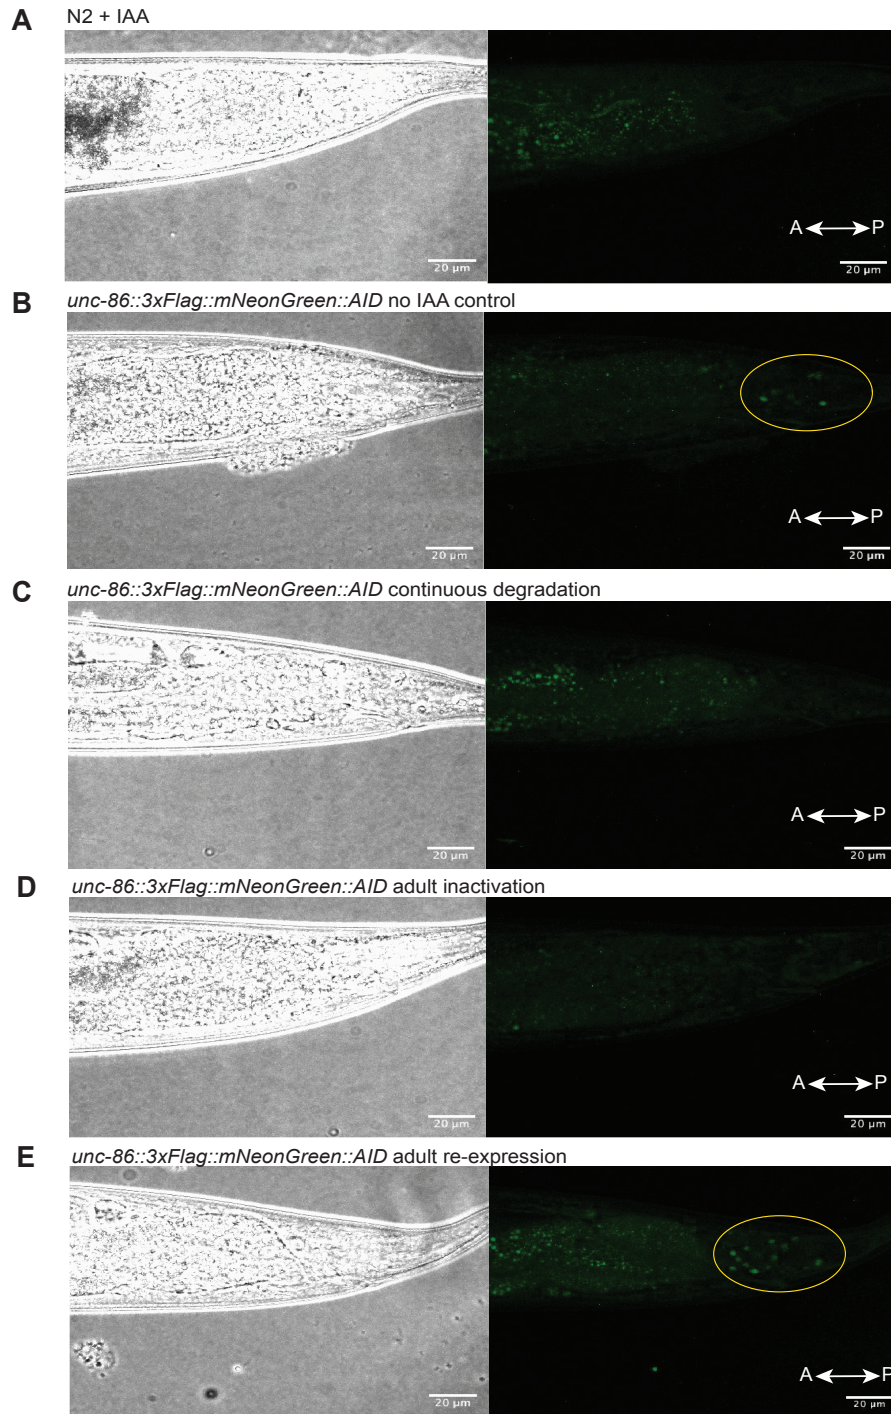 A
N2 + IAA
A P
20 µm
20 µm
B
unc-86::3xFlag::mNeonGreen::AID no IAA control
A P
20 µm
20 µm
C
unc-86::3xFlag::mNeonGreen::AID continuous degradation
A P
20 µm
20 µm
D
unc-86::3xFlag::mNeonGreen::AID adult inactivation
A P
20 µm
20 µm
E
unc-86::3xFlag::mNeonGreen::AID adult re-expression
A P
20 µm
20 µm